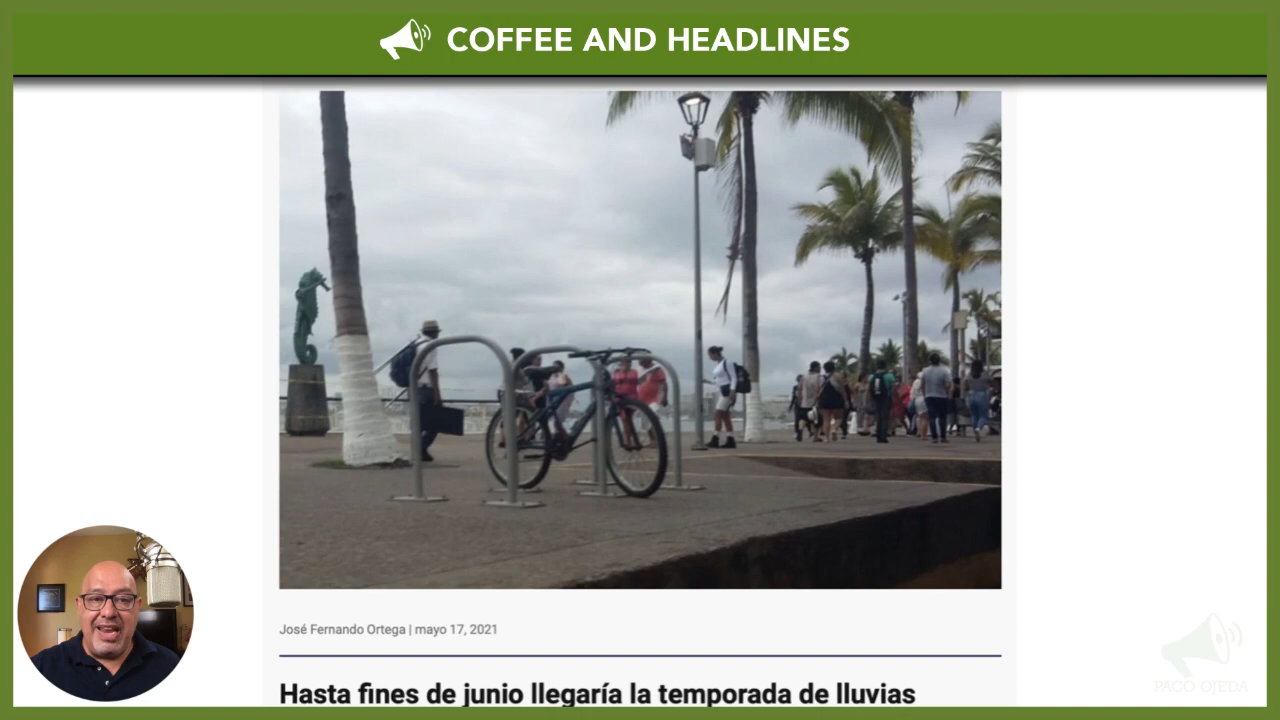 COFFEE AND HEADLINES
José Fernando Ortega | mayo 17, 2021
Hasta fines de junio llegaría la temporada de lluvias
PACO OJEDA